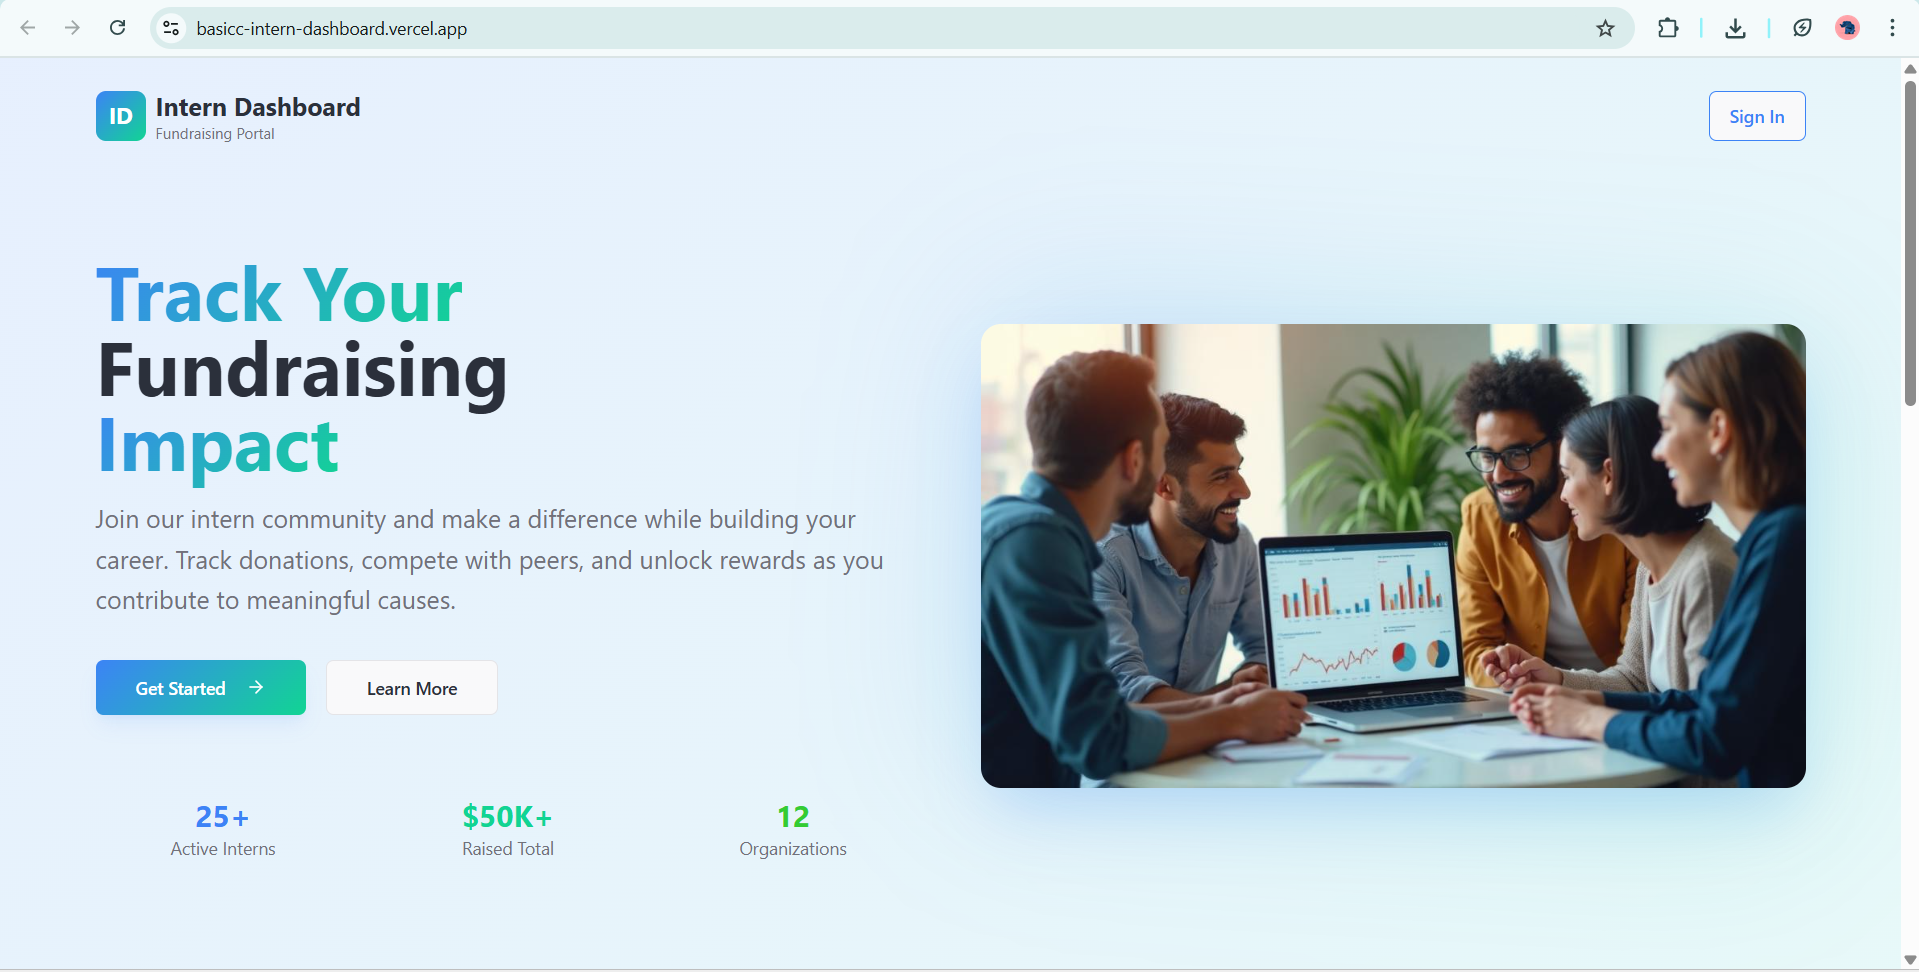 basicc-intern-dashboard.vercel.app
ID
Intern Dashboard
Fundraising Portal
Sign In
Track Your
Fundraising
Impact
Join our intern community and make a difference while building your
career. Track donations, compete with peers, and unlock rewards as you
contribute to meaningful causes.
Get Started →
Learn More
25+
Active Interns
$50K+
Raised Total
12
Organizations